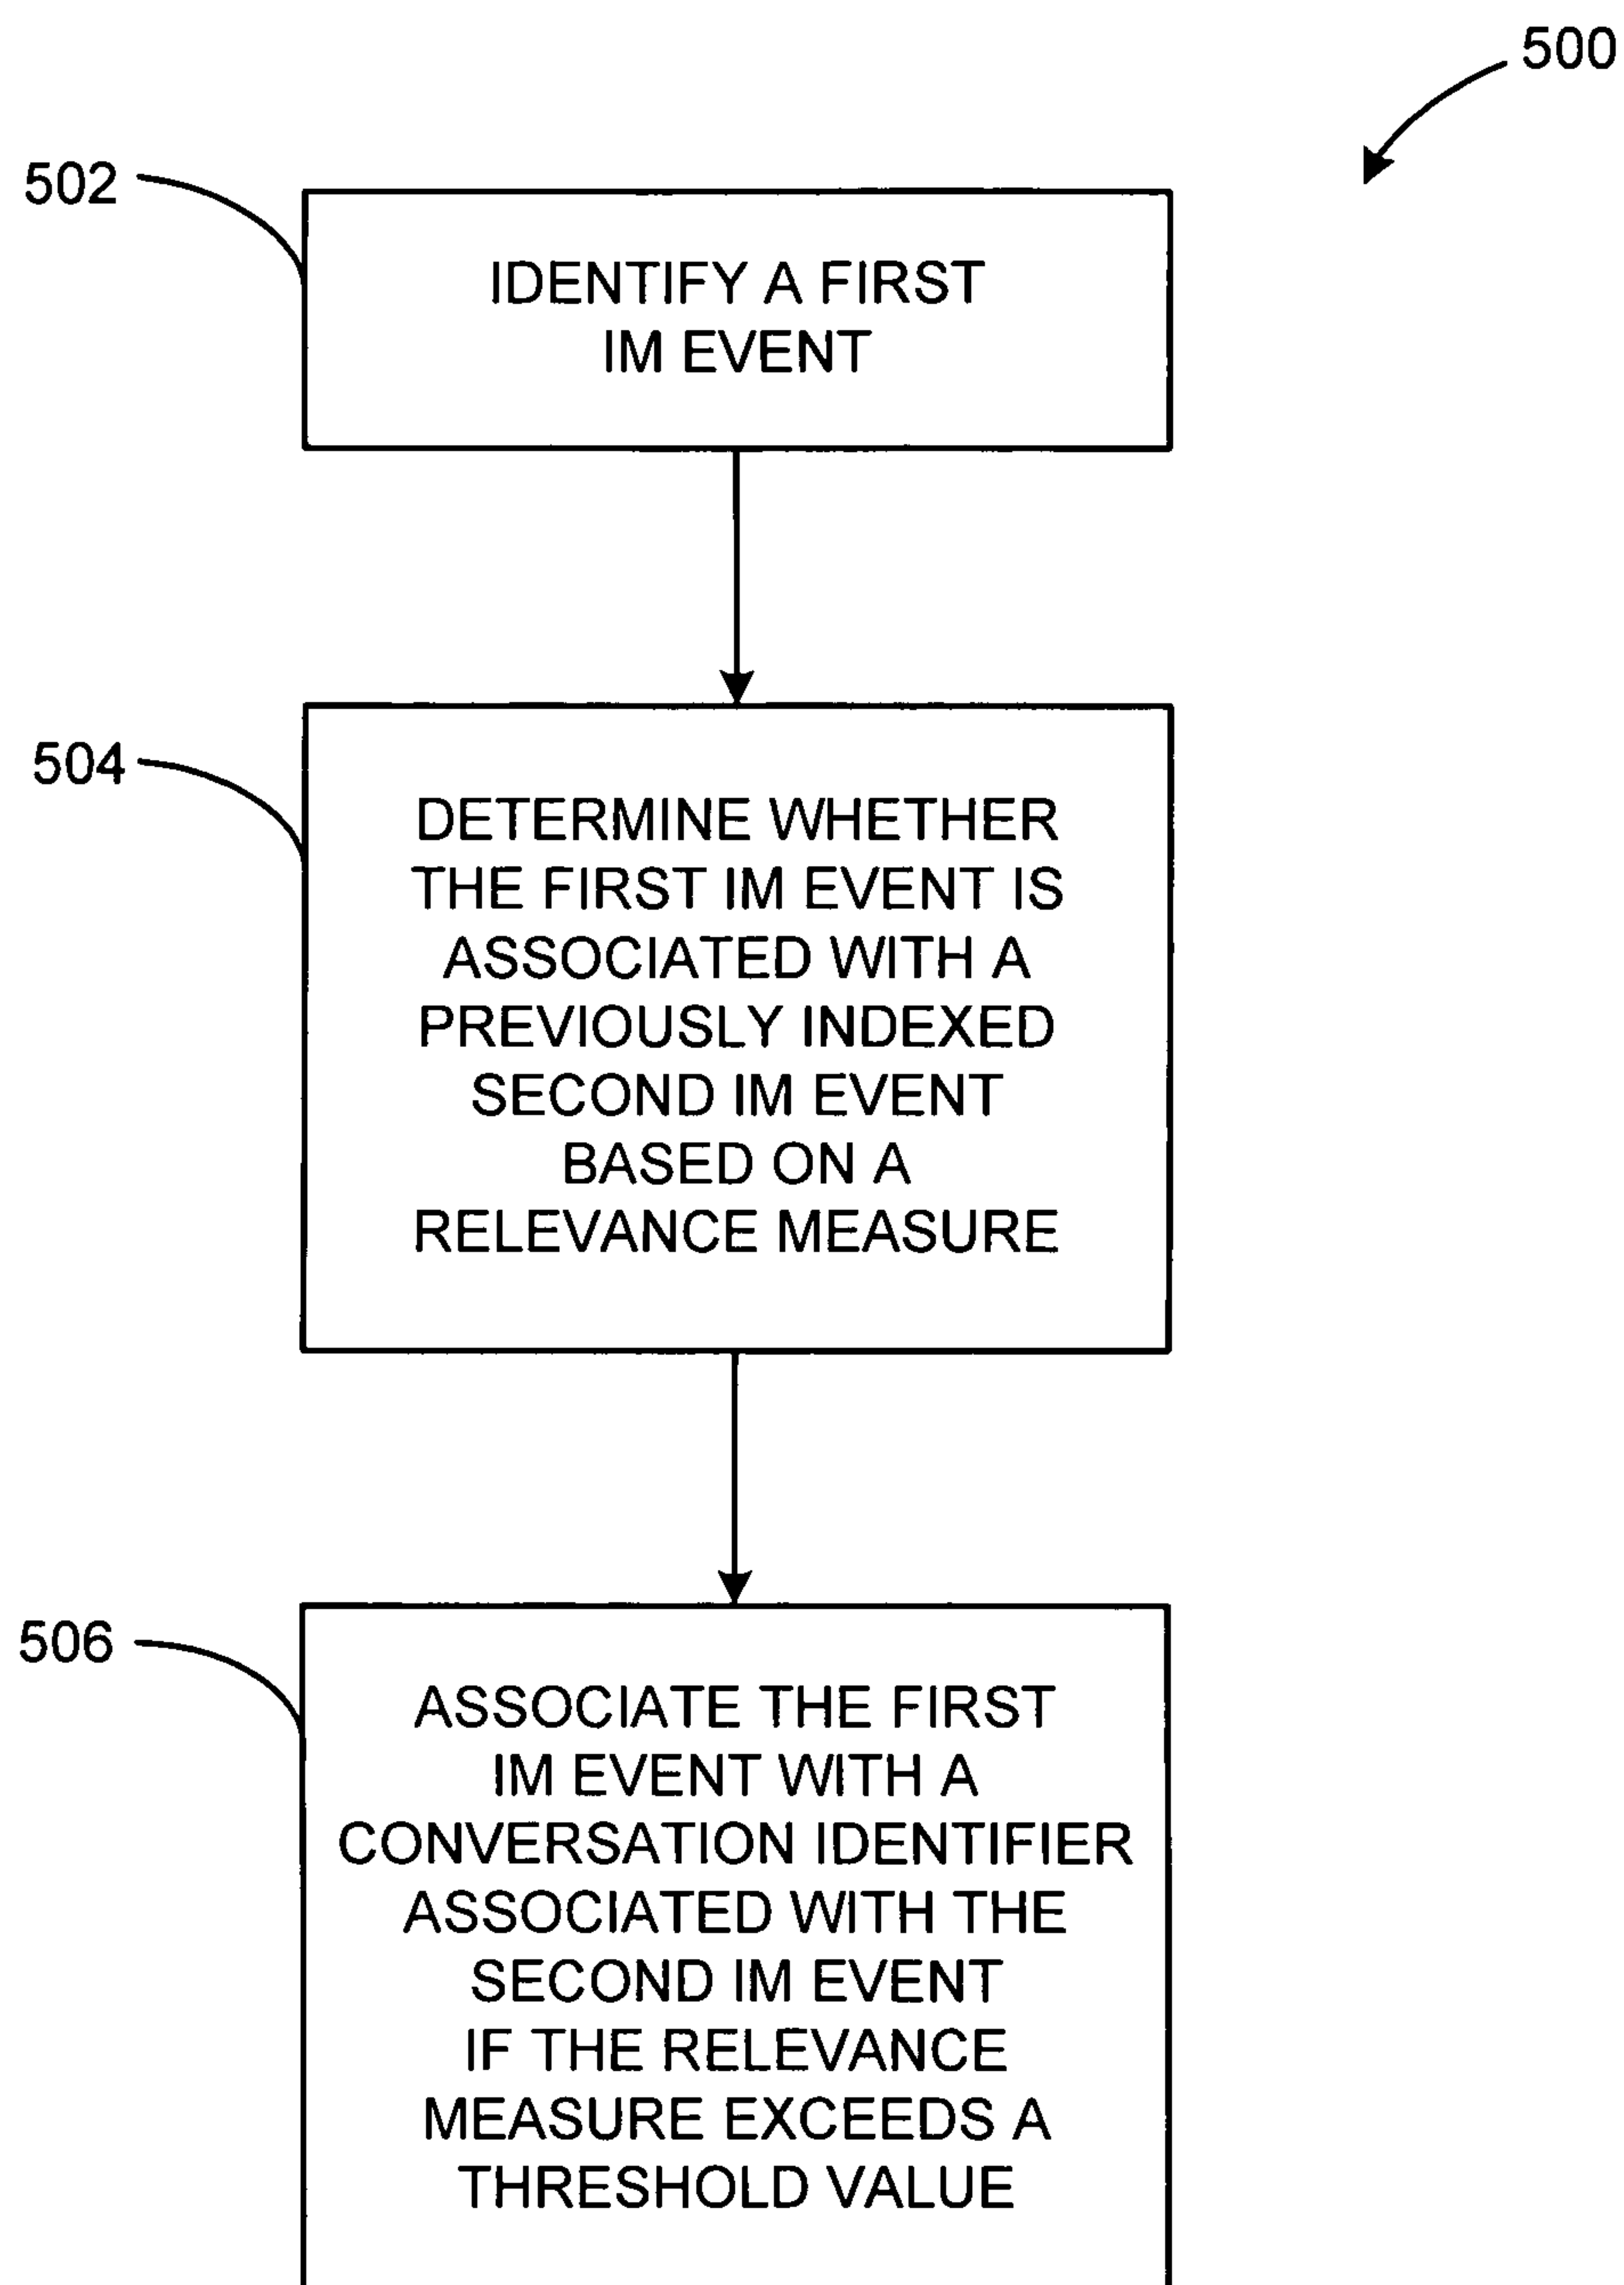 500
502
IDENTIFY A FIRST
IM EVENT
504
DETERMINE WHETHER
THE FIRST IM EVENT IS
ASSOCIATED WITH A
PREVIOUSLY INDEXED
SECOND IM EVENT
BASED ON A
RELEVANCE MEASURE
506
ASSOCIATE THE FIRST
IM EVENT WITH A
CONVERSATION IDENTIFIER
ASSOCIATED WITH THE
SECOND IM EVENT
IF THE RELEVANCE
MEASURE EXCEEDS A
THRESHOLD VALUE